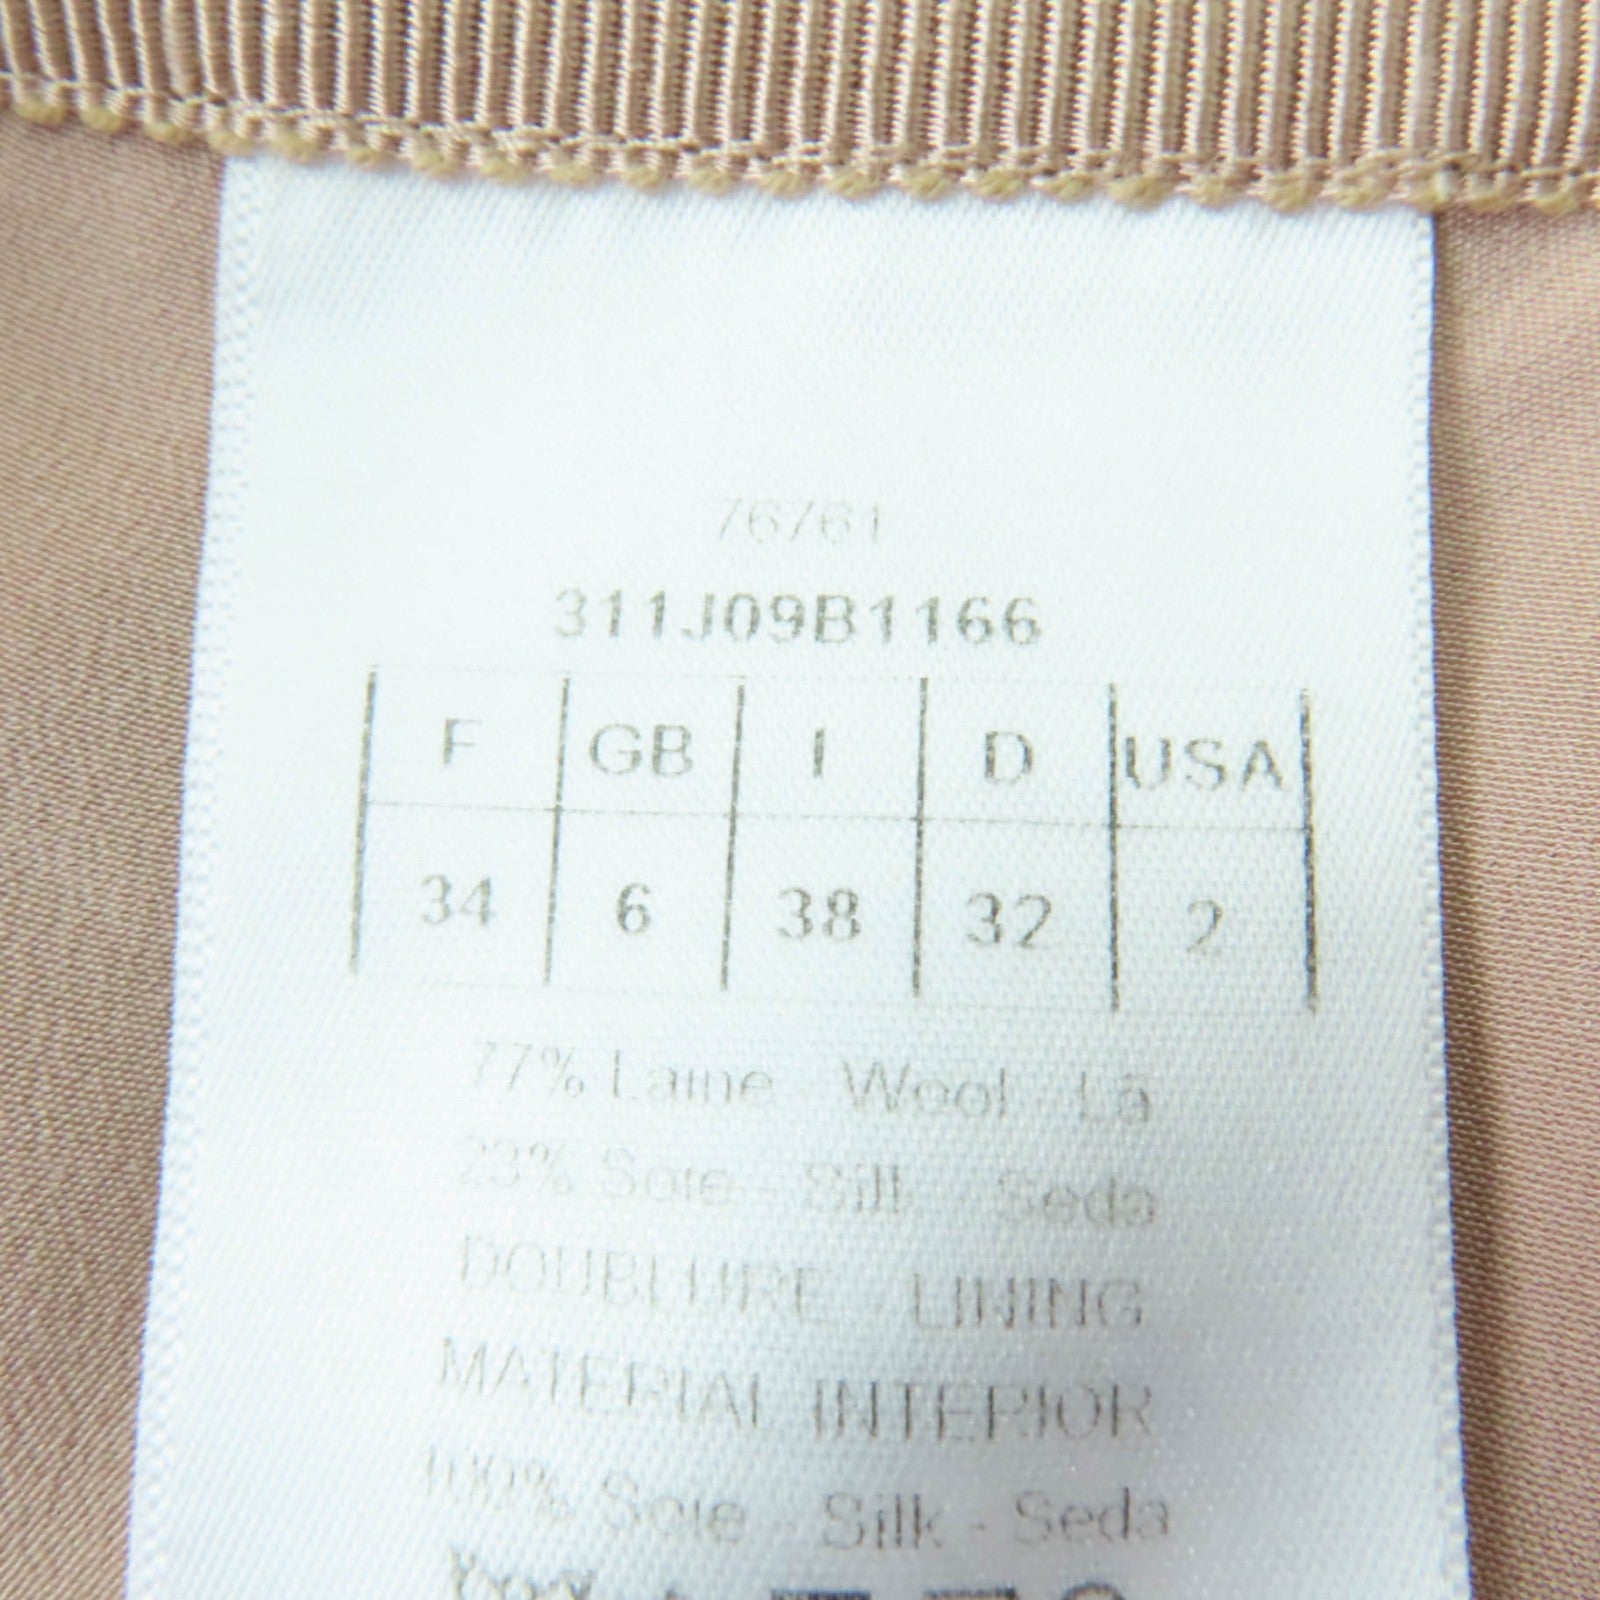 76761
311J09B1166
F GB I D USA
34 6 38 32 2
77% Laine - Wool - Lã
23% Soie - Silk - Seda
DOUBLURE - LINING
MATERIAL INTERIOR
100% Soie - Silk - Seda